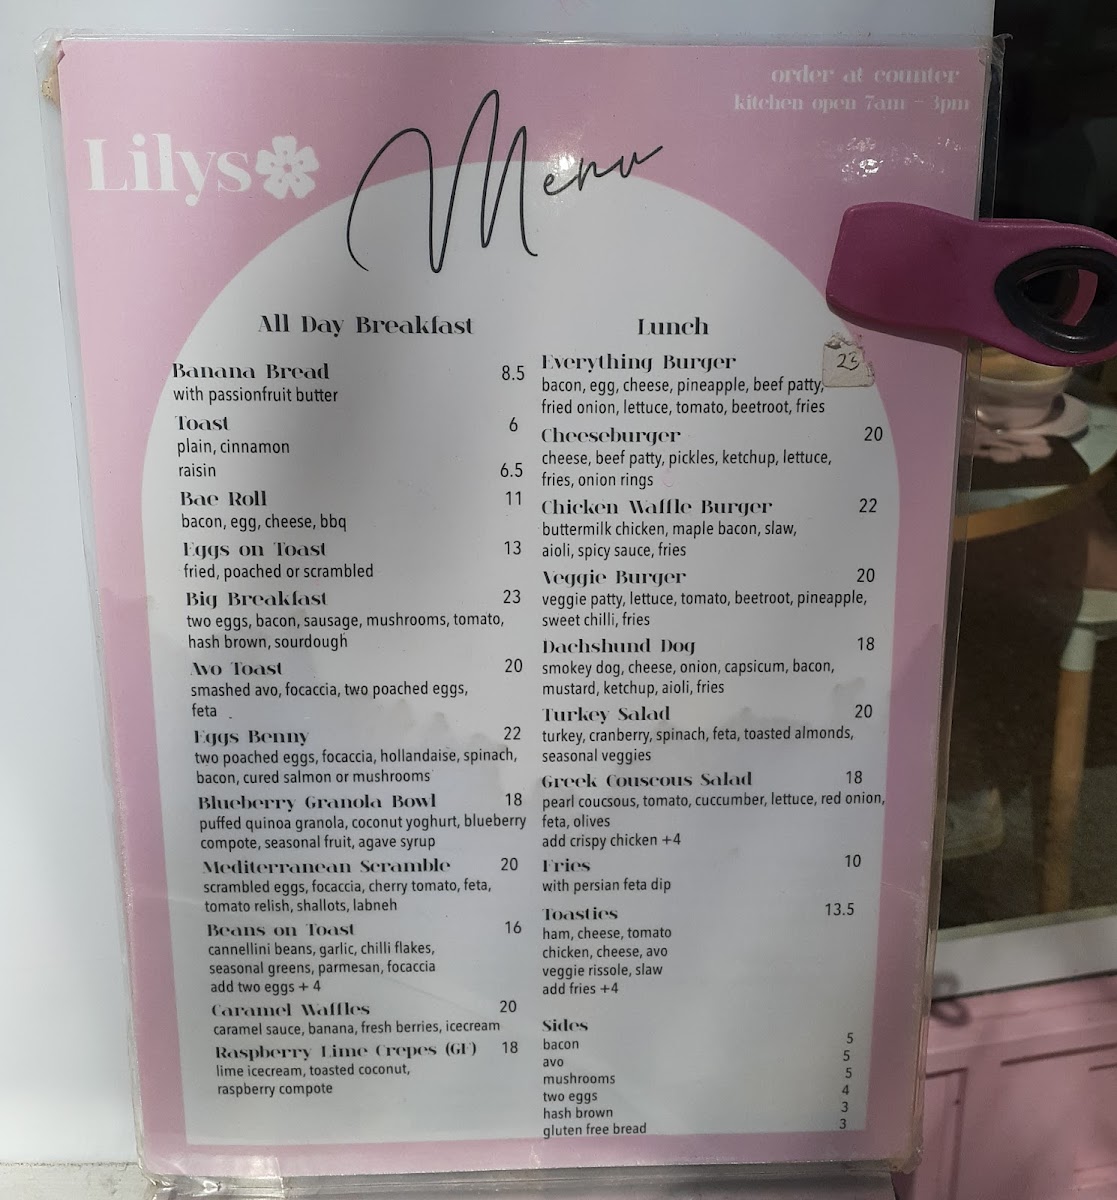 order at counter
kitchen open 7am - 3pm
Lilys
Menu
All Day Breakfast
Banana Bread 8.5
with passionfruit butter
Toast 6
plain, cinnamon
raisin 6.5
Bae Roll 11
bacon, egg, cheese, bbq
Eggs on Toast 13
fried, poached or scrambled
Big Breakfast 23
two eggs, bacon, sausage, mushrooms, tomato,
hash brown, sourdough
Avo Toast 20
smashed avo, focaccia, two poached eggs,
feta
Eggs Benny 22
two poached eggs, focaccia, hollandaise, spinach,
bacon, cured salmon or mushrooms
Blueberry Granola Bowl 18
puffed quinoa granola, coconut yoghurt, blueberry
compote, seasonal fruit, agave syrup
Mediterranean Scramble 20
scrambled eggs, focaccia, cherry tomato, feta,
tomato relish, shallots, labneh
Beans on Toast 16
cannellini beans, garlic, chilli flakes,
seasonal greens, parmesan, focaccia
add two eggs + 4
Caramel Waffles 20
caramel sauce, banana, fresh berries, icecream
Raspberry Lime Crepes (GF) 18
lime icecream, toasted coconut,
raspberry compote
Lunch
Everything Burger 23
bacon, egg, cheese, pineapple, beef patty,
fried onion, lettuce, tomato, beetroot, fries
Cheeseburger 20
cheese, beef patty, pickles, ketchup, lettuce,
fries, onion rings
Chicken Waffle Burger 22
buttermilk chicken, maple bacon, slaw,
aioli, spicy sauce, fries
Veggie Burger 20
veggie patty, lettuce, tomato, beetroot, pineapple,
sweet chilli, fries
Dachshund Dog 18
smokey dog, cheese, onion, capsicum, bacon,
mustard, ketchup, aioli, fries
Turkey Salad 20
turkey, cranberry, spinach, feta, toasted almonds,
seasonal veggies
Greek Couscous Salad 18
pearl coucsous, tomato, cuccumber, lettuce, red onion,
feta, olives
add crispy chicken +4
Fries 10
with persian feta dip
Toasties 13.5
ham, cheese, tomato
chicken, cheese, avo
veggie rissole, slaw
add fries +4
Sides
bacon 5
avo 5
mushrooms 5
two eggs 4
hash brown 3
gluten free bread 3